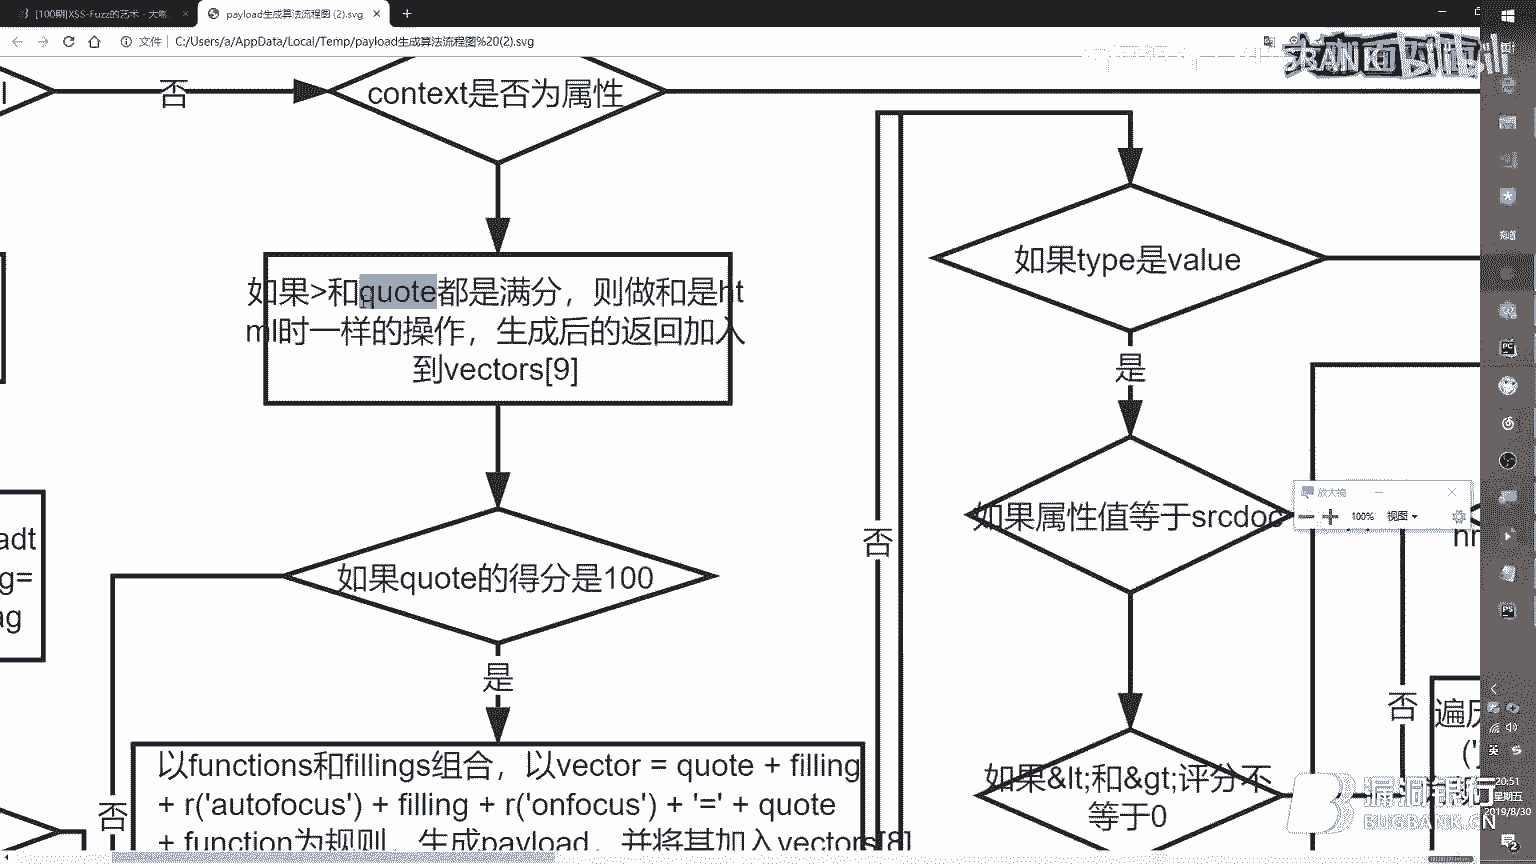 [100期]XSS-Fuzz的艺术 - 大咖
payload生成算法流程图 (2).svg
文件
C:/Users/a/AppData/Local/Temp/payload生成算法流程图%20(2).svg
BANK
bilibili
否
context是否为属性
如果>和quote都是满分，则做和是ht
ml时一样的操作，生成后的返回加入
到vectors[9]
如果type是value
是
如果属性值等于srcdoc
放大镜
100%
视图
adt
g=
ag
如果quote的得分是100
否
nr
是
否
遍历
('
如果&lt;和&gt;评分不
等于0
以functions和fillings组合，以vector = quote + filling
+ r('autofocus') + filling + r('onfocus') + '=' + quote
+ function为规则，生成payload，并将其加入vectors[8]
否
英
20:51
星期五
2019/8/30
漏洞银行
BUGBANK.CN